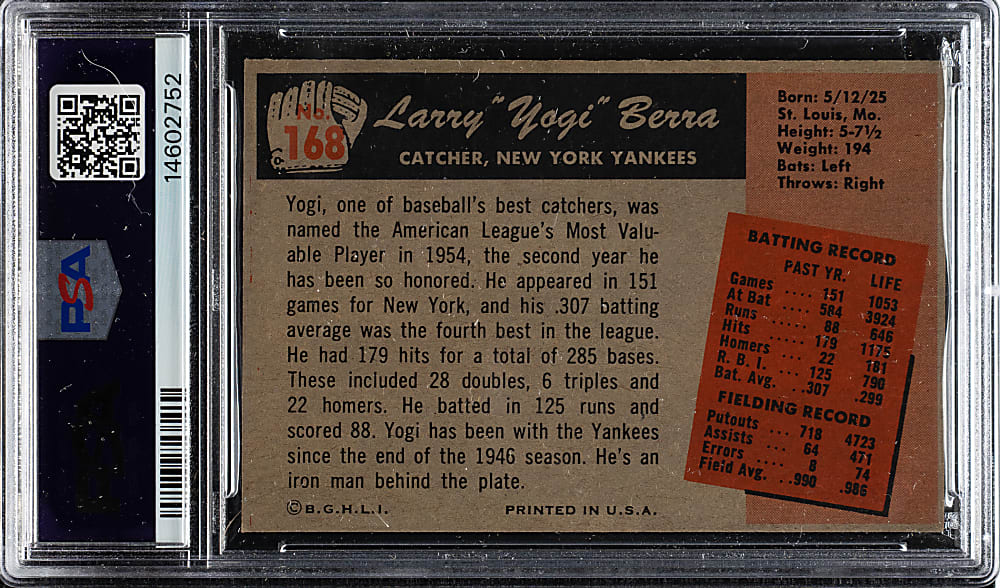 146027752
PSA
No.
168
Larry "Yogi" Berra
CATCHER, NEW YORK YANKEES
Born: 5/12/25
St. Louis, Mo.
Height: 5-7½
Weight: 194
Bats: Left
Throws: Right
Yogi, one of baseball's best catchers, was
named the American League's Most Valu-
able Player in 1954, the second year he
has been so honored. He appeared in 151
games for New York, and his .307 batting
average was the fourth best in the league.
He had 179 hits for a total of 285 bases.
These included 28 doubles, 6 triples and
22 homers. He batted in 125 runs and
scored 88. Yogi has been with the Yankees
since the end of the 1946 season. He's an
iron man behind the plate.
BATTING RECORD
PAST YR. LIFE
Games .... 151 1053
At Bat .... 584 3924
Runs ..... 88 646
Hits ..... 179 1175
Homers ... 22 181
R. B. I. ... 125 790
Bat. Avg. .. .307 .299
FIELDING RECORD
Putouts ... 718 4723
Assists ... 64 471
Errors .... 8 74
Field Avg. .. .990 .986
©B.G.H.L.I. PRINTED IN U.S.A.